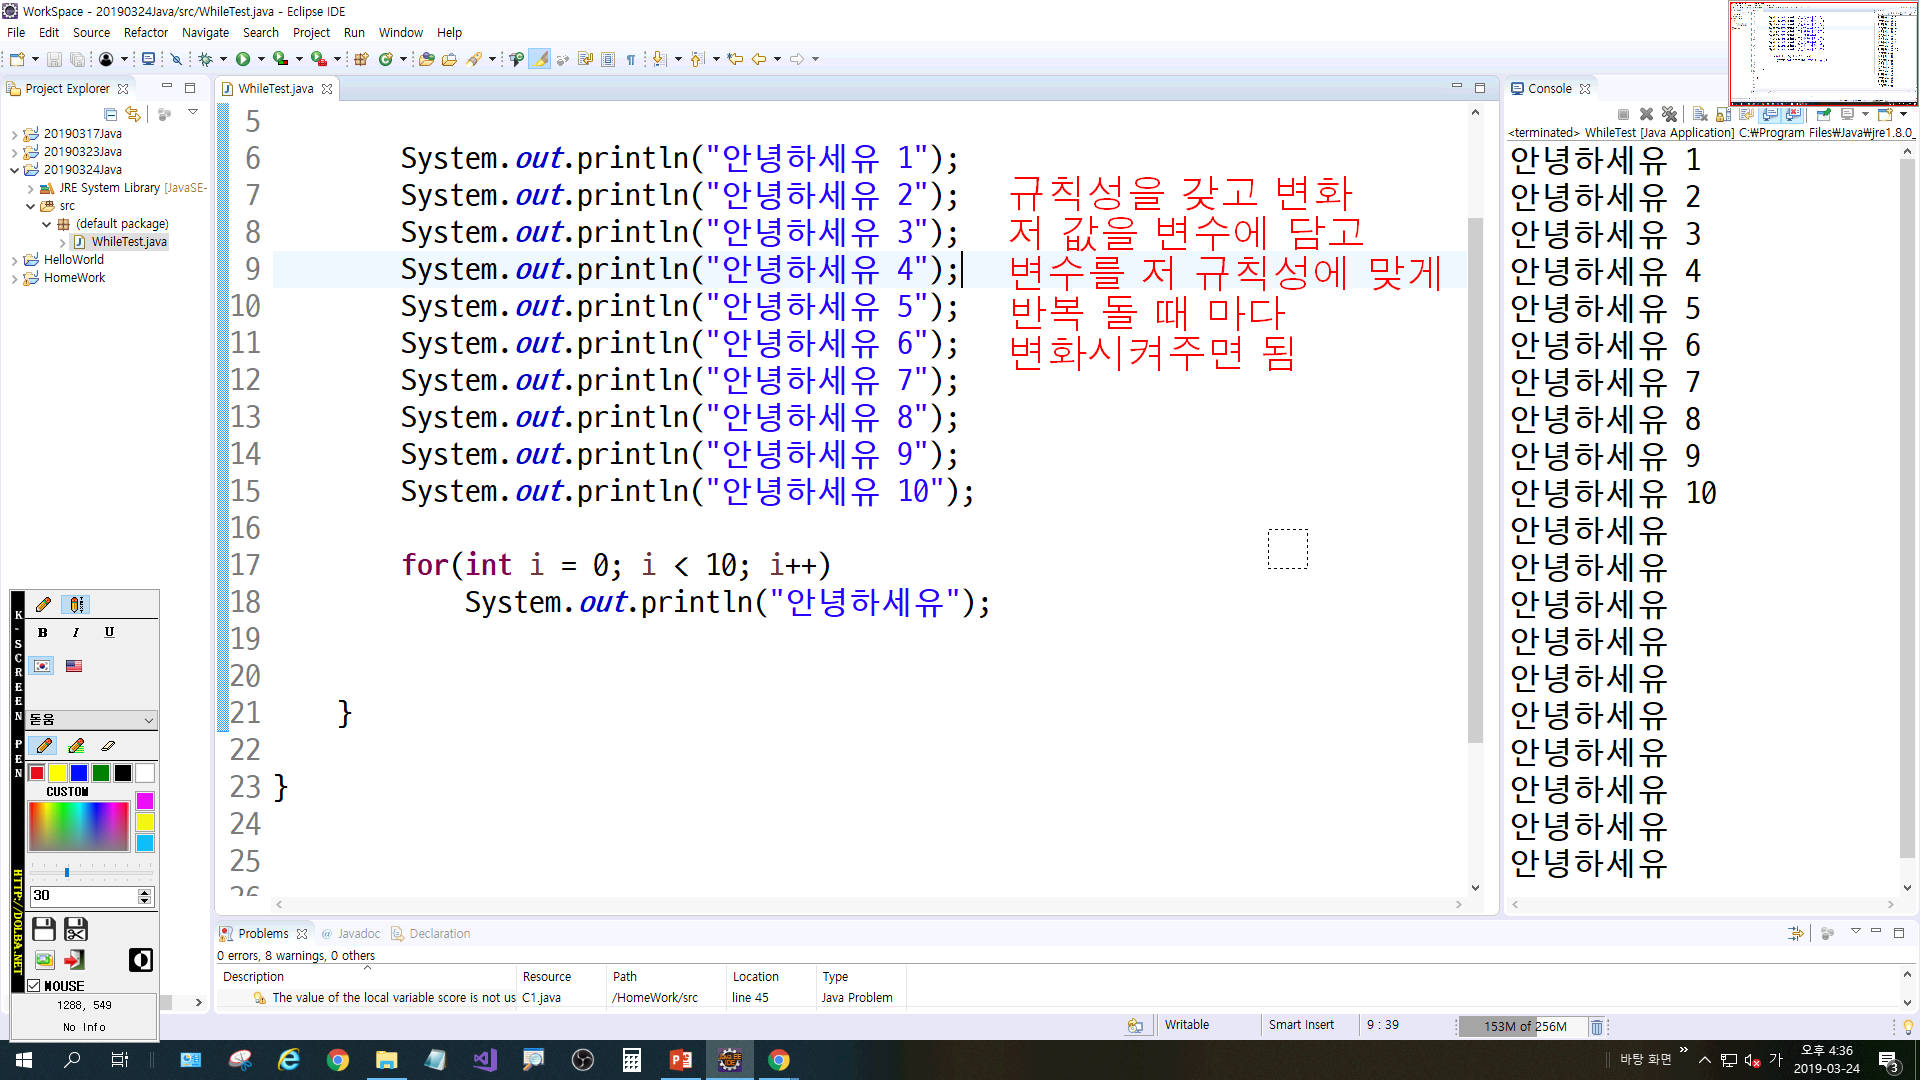 WorkSpace - 20190324Java/src/WhileTest.java - Eclipse IDE
File Edit Source Refactor Navigate Search Project Run Window Help
Project Explorer
20190317Java
20190323Java
20190324Java
JRE System Library [JavaSE-
src
(default package)
WhileTest.java
HelloWorld
HomeWork
WhileTest.java
5
6 System.out.println("안녕하세유 1");
7 System.out.println("안녕하세유 2");
8 System.out.println("안녕하세유 3");
9 System.out.println("안녕하세유 4");
10 System.out.println("안녕하세유 5");
11 System.out.println("안녕하세유 6");
12 System.out.println("안녕하세유 7");
13 System.out.println("안녕하세유 8");
14 System.out.println("안녕하세유 9");
15 System.out.println("안녕하세유 10");
16
17 for(int i = 0; i < 10; i++)
18 System.out.println("안녕하세유");
19
20
21 }
22
23 }
24
25
26
규칙성을 갖고 변화
저 값을 변수에 담고
변수를 저 규칙성에 맞게
반복 돌 때 마다
변화시켜주면 됨
Console
<terminated> WhileTest [Java Application] C:₩Program Files₩Java₩jre1.8.0_
안녕하세유 1
안녕하세유 2
안녕하세유 3
안녕하세유 4
안녕하세유 5
안녕하세유 6
안녕하세유 7
안녕하세유 8
안녕하세유 9
안녕하세유 10
안녕하세유
안녕하세유
안녕하세유
안녕하세유
안녕하세유
안녕하세유
안녕하세유
안녕하세유
안녕하세유
안녕하세유
K-SCREEN PEN
HTTP://DOLBA.NET
B I U
돋움
CUSTOM
30
MOUSE
1288, 549
No Info
Problems @ Javadoc Declaration
0 errors, 8 warnings, 0 others
Description Resource Path Location Type
The value of the local variable score is not us C1.java /HomeWork/src line 45 Java Problem
Writable Smart Insert 9 : 39 153M of 256M
바탕 화면 » 가 오후 4:36
2019-03-24
3